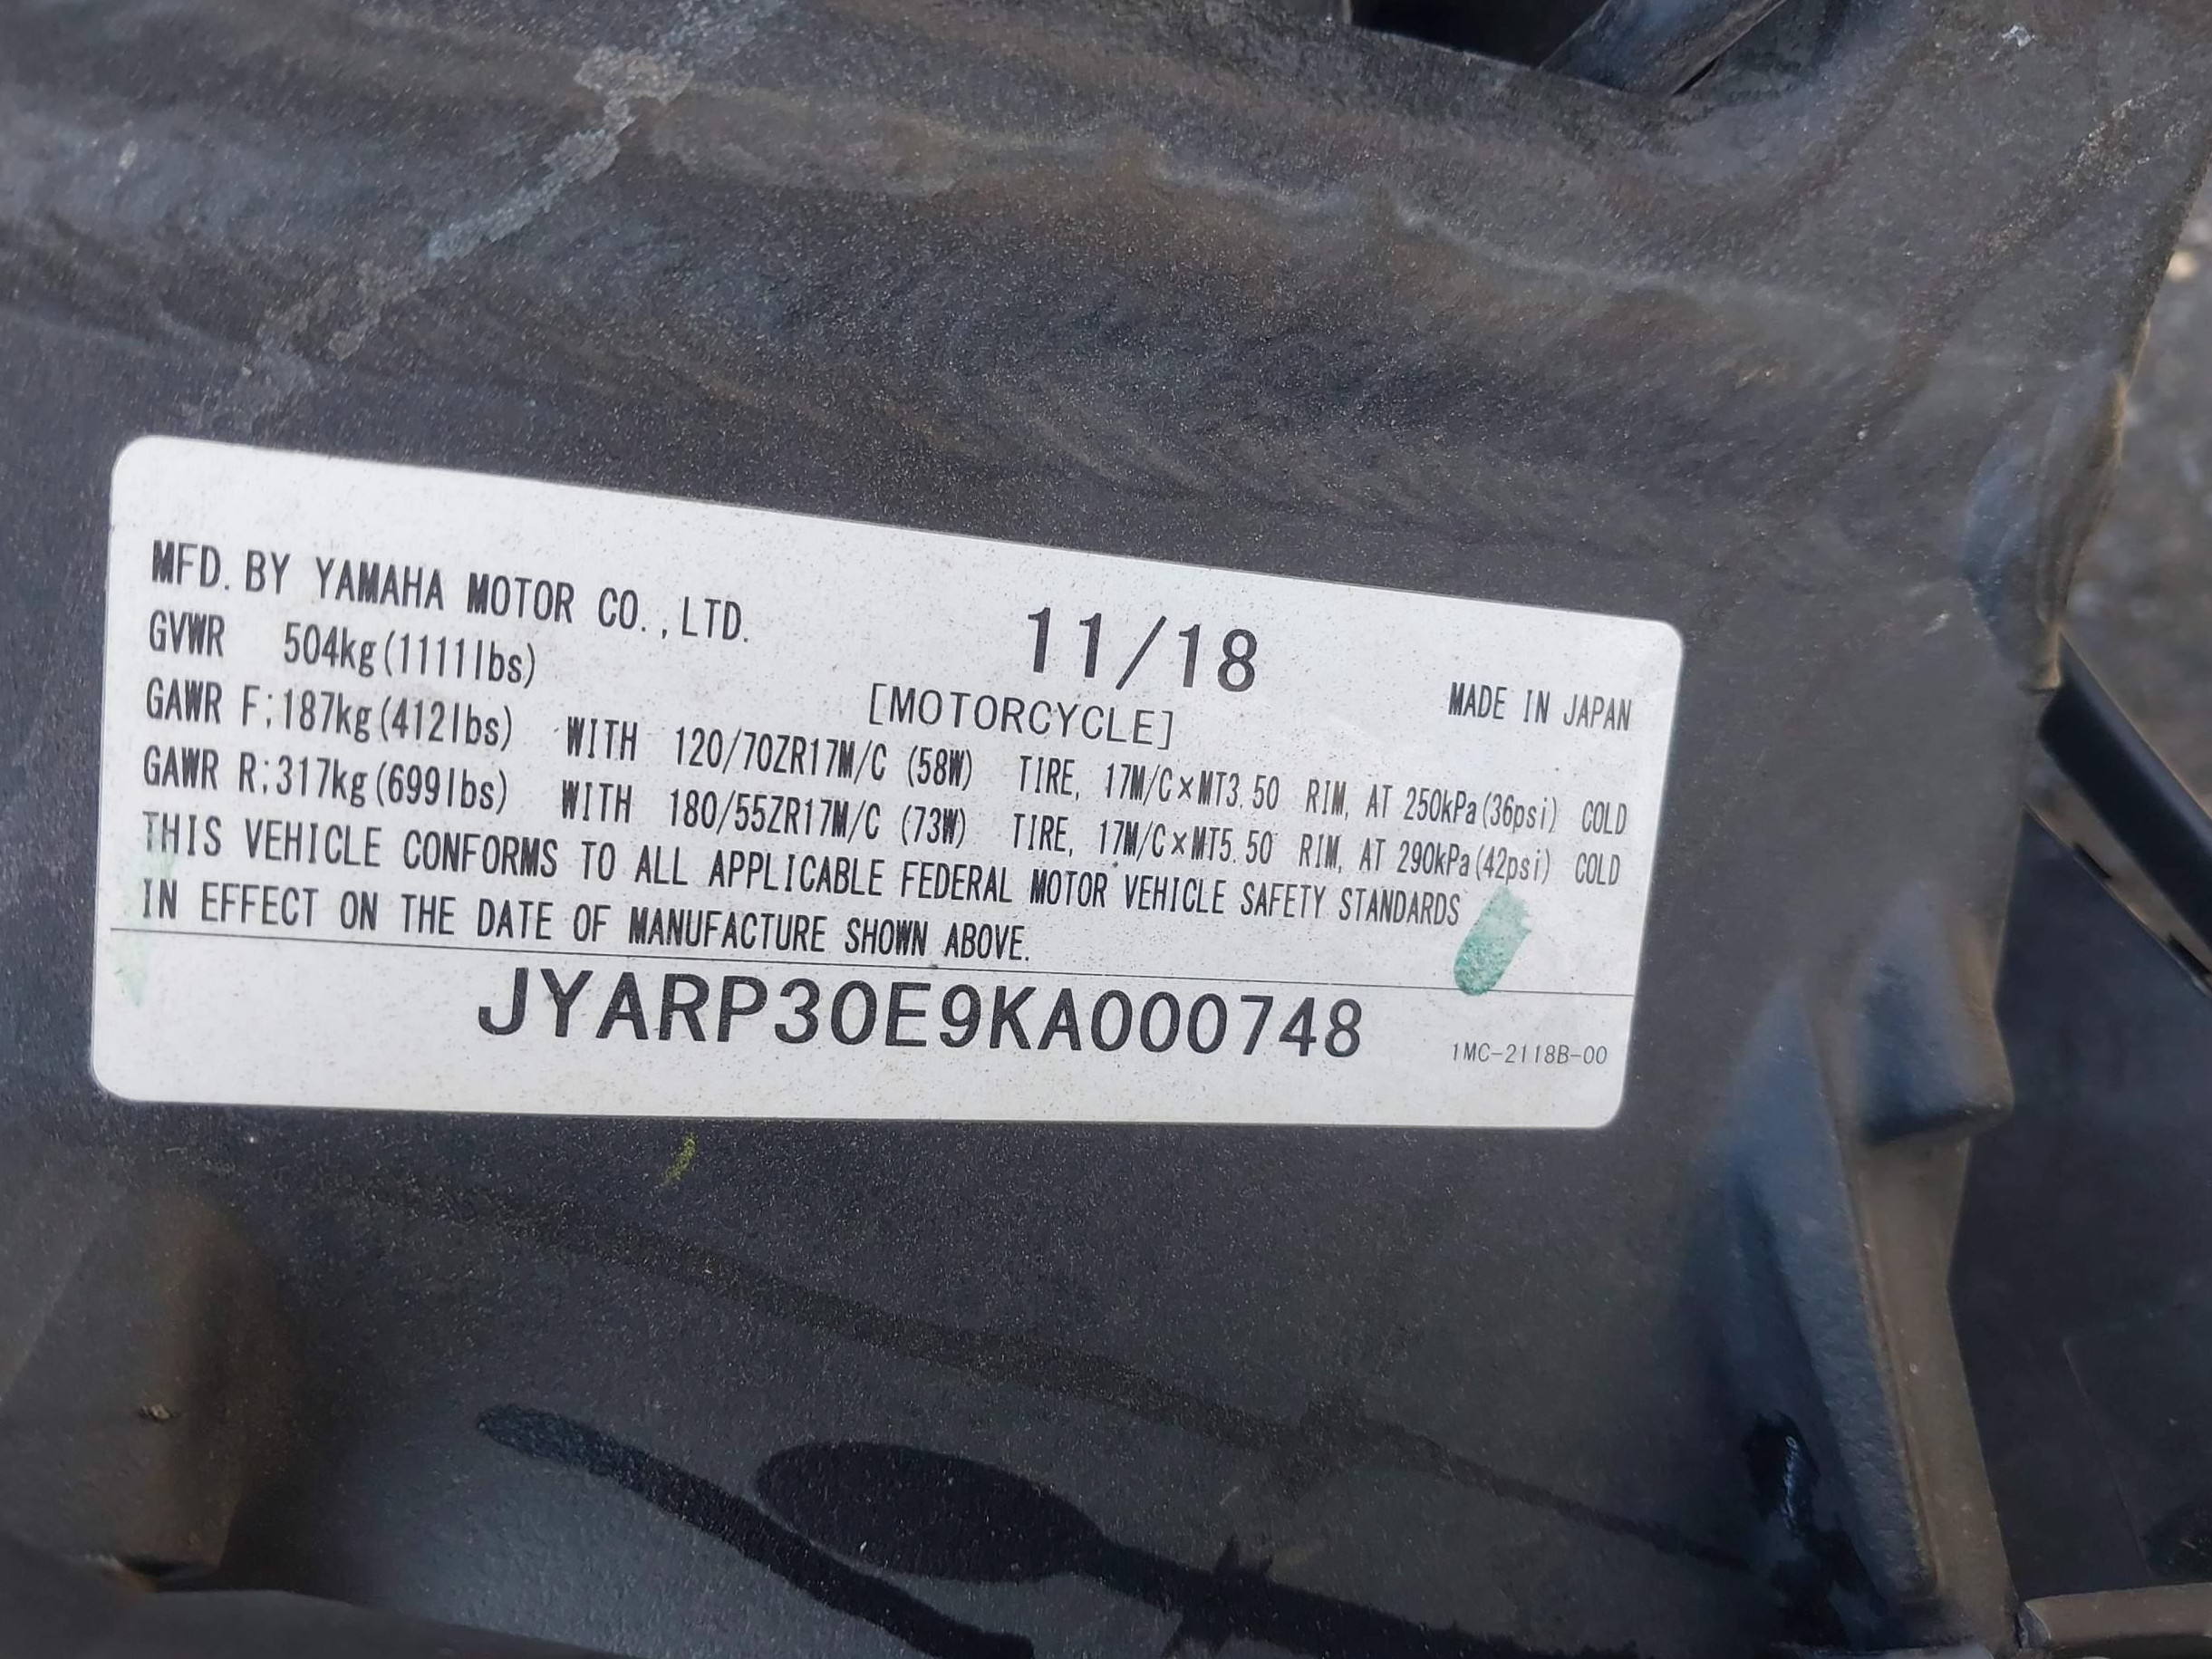 MFD. BY YAMAHA MOTOR CO., LTD.
11/18
GVWR 504kg(1111lbs)
[MOTORCYCLE]
MADE IN JAPAN
GAWR F:187kg(412lbs) WITH 120/70ZR17M/C (58W) TIRE, 17M/C×MT3.50 RIM, AT 250kPa(36psi) COLD
GAWR R:317kg(699lbs) WITH 180/55ZR17M/C (73W) TIRE, 17M/C×MT5.50 RIM, AT 290kPa(42psi) COLD
THIS VEHICLE CONFORMS TO ALL APPLICABLE FEDERAL MOTOR VEHICLE SAFETY STANDARDS
IN EFFECT ON THE DATE OF MANUFACTURE SHOWN ABOVE.
JYARP30E9KA000748
1MC-2118B-00